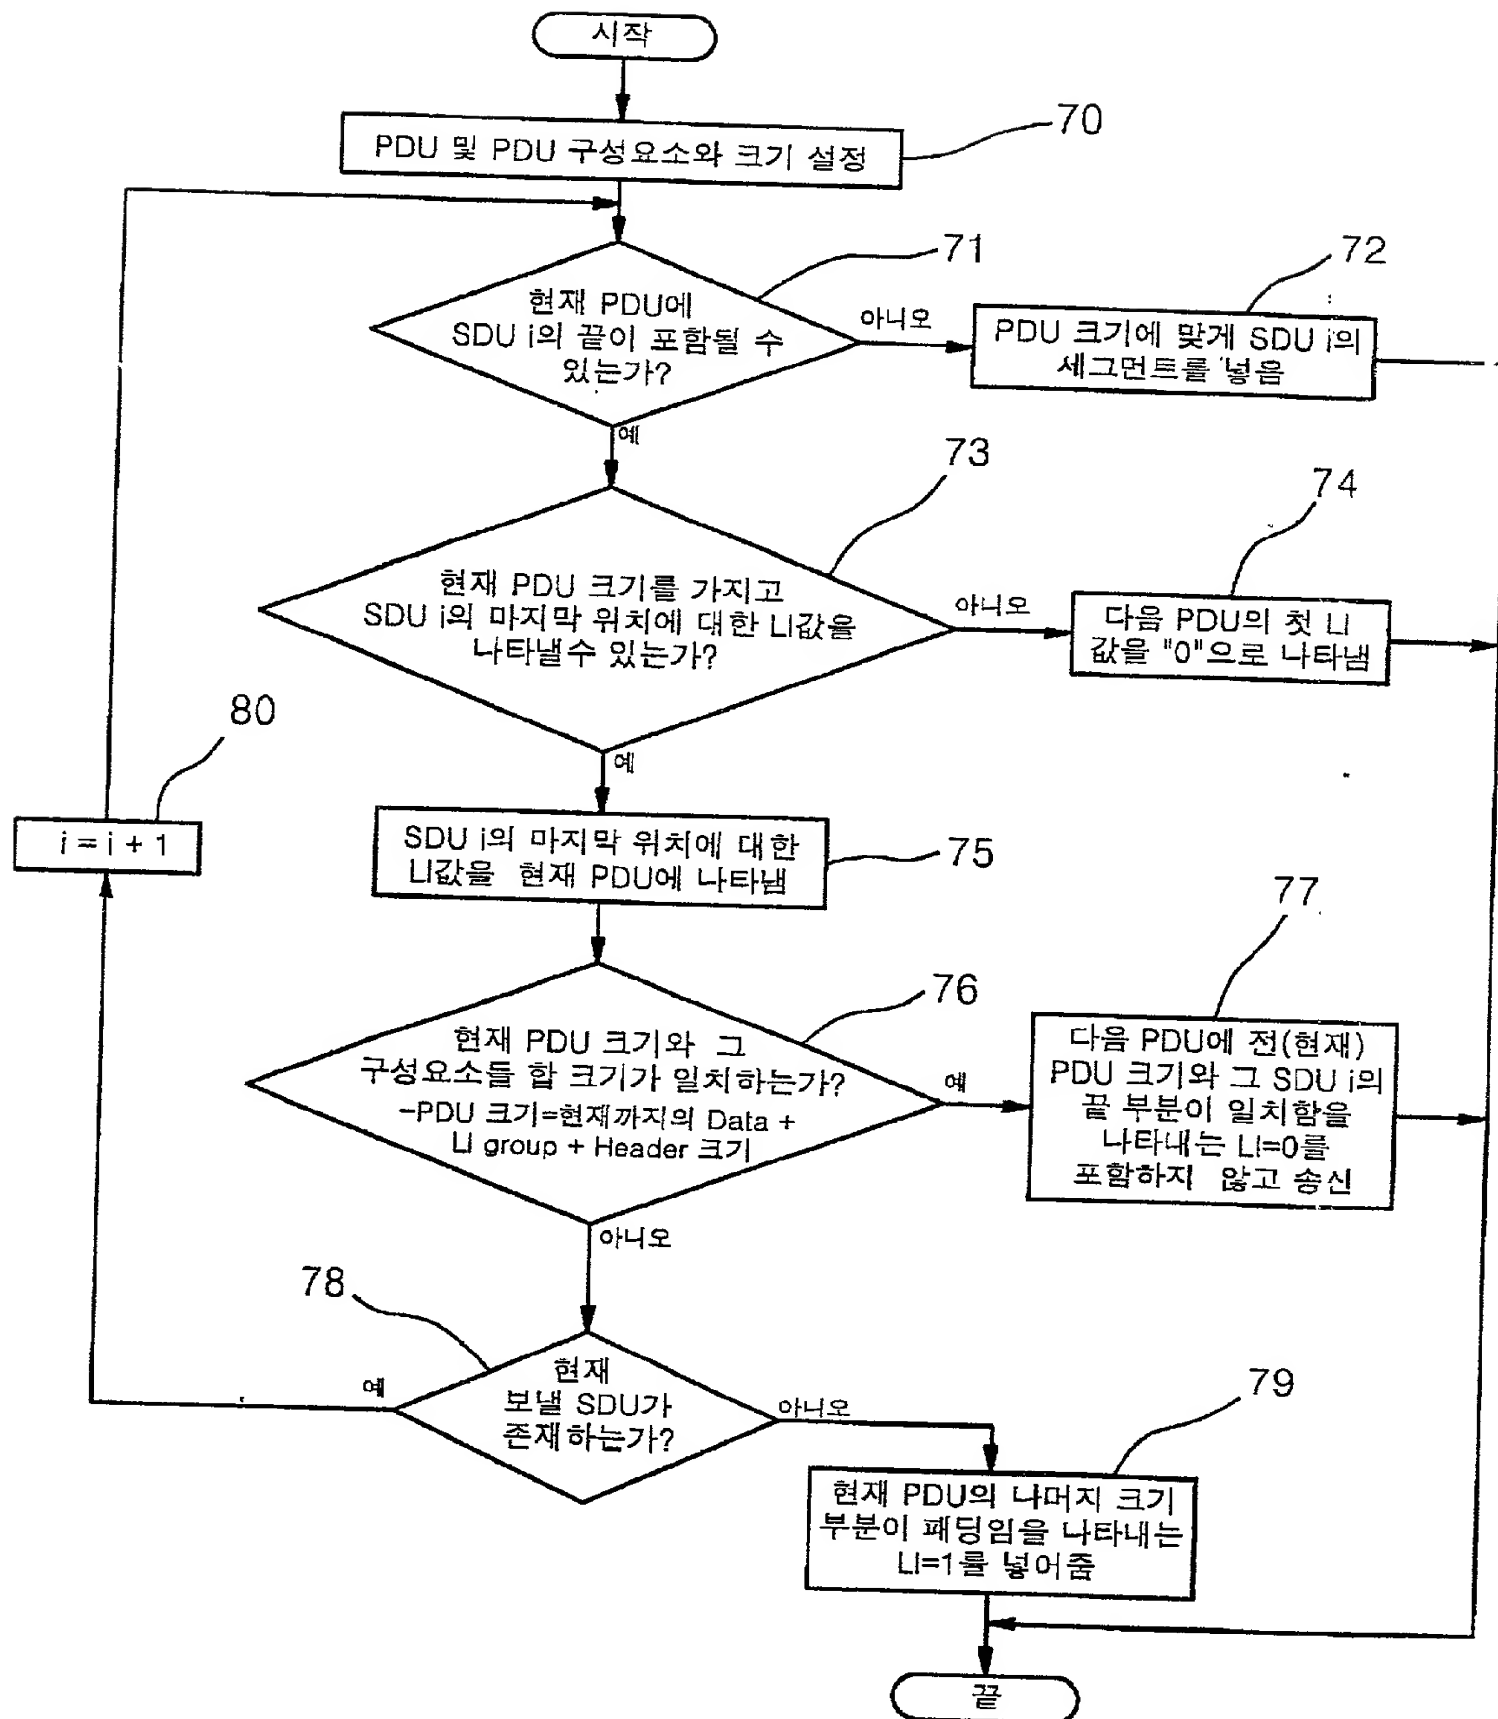 시작
PDU 및 PDU 구성요소와 크기 설정
70
71
현재 PDU에
SDU i의 끝이 포함될 수
있는가?
아니오
72
PDU 크기에 맞게 SDU i의
세그먼트를 넣음
예
73
현재 PDU 크기를 가지고
SDU i의 마지막 위치에 대한 LI값을
나타낼수 있는가?
아니오
74
다음 PDU의 첫 LI
값을 "0"으로 나타냄
예
80
i = i + 1
SDU i의 마지막 위치에 대한
LI값을 현재 PDU에 나타냄
75
76
현재 PDU 크기와 그
구성요소들 합 크기가 일치하는가?
-PDU 크기=현재까지의 Data +
LI group + Header 크기
예
77
다음 PDU에 전(현재)
PDU 크기와 그 SDU i의
끝 부분이 일치함을
나타내는 LI=0를
포함하지 않고 송신
아니오
78
현재
보낼 SDU가
존재하는가?
예
아니오
79
현재 PDU의 나머지 크기
부분이 패딩임을 나타내는
LI=1를 넣어줌
끝